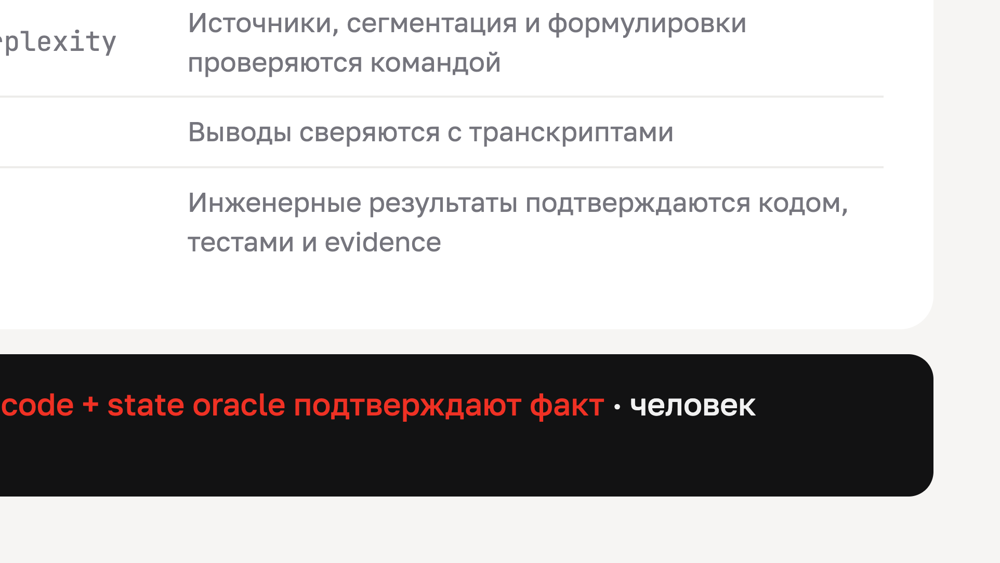 Источники, сегментация и формулировки
rplexity
проверяются командой
Выводы сверяются с транскриптами
Инженерные результаты подтверждаются кодом,
тестами и evidence
code + state oracle подтверждают факт · человек